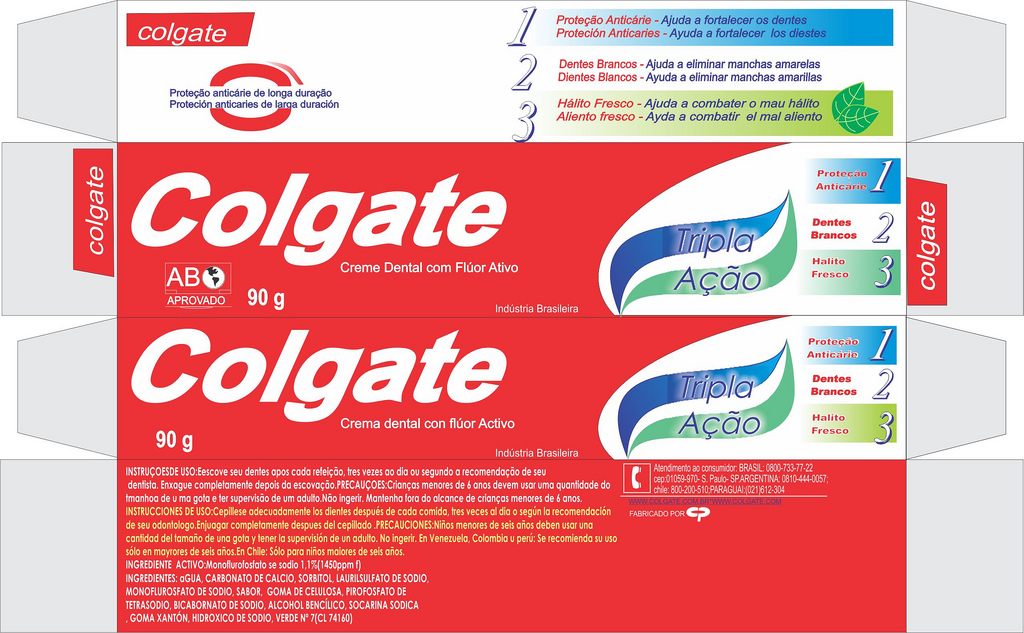 colgate
Proteção anticárie de longa duração
Proteción anticaries de larga duración
1
Proteção Anticárie - Ajuda a fortalecer os dentes
Proteción Anticaries - Ayuda a fortalecer los diestes
2
Dentes Brancos - Ajuda a eliminar manchas amarelas
Dientes Blancos - Ayuda a eliminar manchas amarillas
3
Hálito Fresco - Ajuda a combater o mau hálito
Aliento fresco - Ayda a combatir el mal aliento
colgate
Colgate
Creme Dental com Flúor Ativo
ABO
APROVADO
90 g
Indústria Brasileira
Tripla
Ação
Proteção
Anticárie
1
Dentes
Brancos
2
Halito
Fresco
3
colgate
Colgate
Crema dental con flúor Activo
90 g
Indústria Brasileira
Tripla
Ação
Proteção
Anticárie
1
Dentes
Brancos
2
Halito
Fresco
3
INSTRUÇOESDE USO:Eescove seu dentes apos cada refeição, tres vezes ao dia ou segundo a recomendação de seu
dentista. Enxague completamente depois da escovação.PRECAUÇOES:Crianças menores de 6 anos devem usar uma quantidade do
tmanhoa de u ma gota e ter supervisão de um adulto.Não ingerir. Mantenha fora do alcance de crianças menores de 6 anos.
INSTRUCCIONES DE USO:Cepíllese adecuadamente los dientes después de cada comida, tres veces al dia o según la recomendación
de seu odontologo.Enjuagar completamente despues del cepillado .PRECAUCIONES:Niños menores de seis años deben usar una
cantidad del tamaño de una gota y tener la supervisión de un adulto. No ingerir. En Venezuela, Colombia u perú: Se recomienda su uso
sólo en mayrores de seis años.En Chile: Sólo para niños maiores de seis años.
INGREDIENTE ACTIVO:Monoflurofosfato se sodio 1,1%(1450ppm f)
INGREDIENTES: aGUA, CARBONATO DE CALCIO, SORBITOL, LAURILSULFATO DE SODIO,
MONOFLUROSFATO DE SODIO, SABOR, GOMA DE CELULOSA, PIROFOSFATO DE
TETRASODIO, BICABORNATO DE SODIO, ALCOHOL BENCÍLICO, SOCARINA SODICA
, GOMA XANTÓN, HIDROXICO DE SODIO, VERDE Nº 7(CL 74160)
Atendimento ao consumidor: BRASIL: 0800-733-77-22
cep:01059-970- S. Paulo- SP.ARGENTINA: 0810-444-0057;
chile: 800-200-510;PARAGUAI:(021)612-304
FABRICADO POR CP